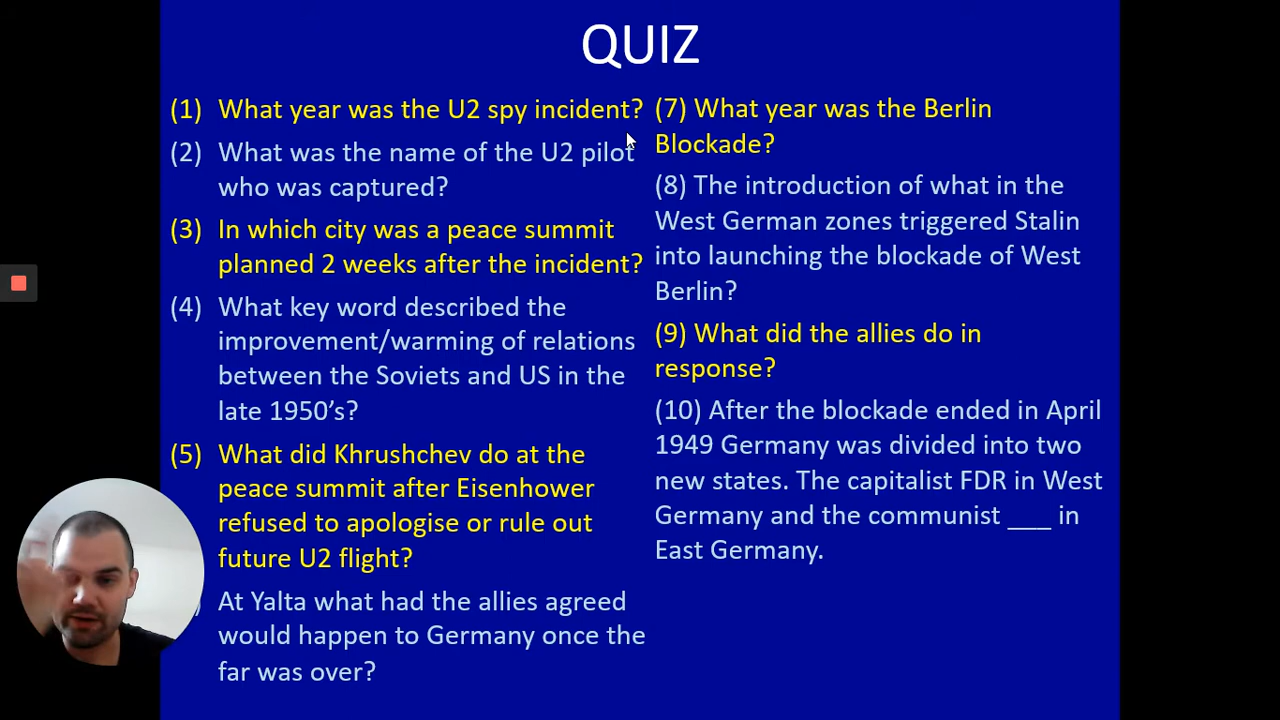 QUIZ
(1) What year was the U2 spy incident?
(2) What was the name of the U2 pilot
who was captured?
(3) In which city was a peace summit
planned 2 weeks after the incident?
(4) What key word described the
improvement/warming of relations
between the Soviets and US in the
late 1950’s?
(5) What did Khrushchev do at the
peace summit after Eisenhower
refused to apologise or rule out
future U2 flight?
) At Yalta what had the allies agreed
would happen to Germany once the
far was over?
(7) What year was the Berlin
Blockade?
(8) The introduction of what in the
West German zones triggered Stalin
into launching the blockade of West
Berlin?
(9) What did the allies do in
response?
(10) After the blockade ended in April
1949 Germany was divided into two
new states. The capitalist FDR in West
Germany and the communist ___ in
East Germany.